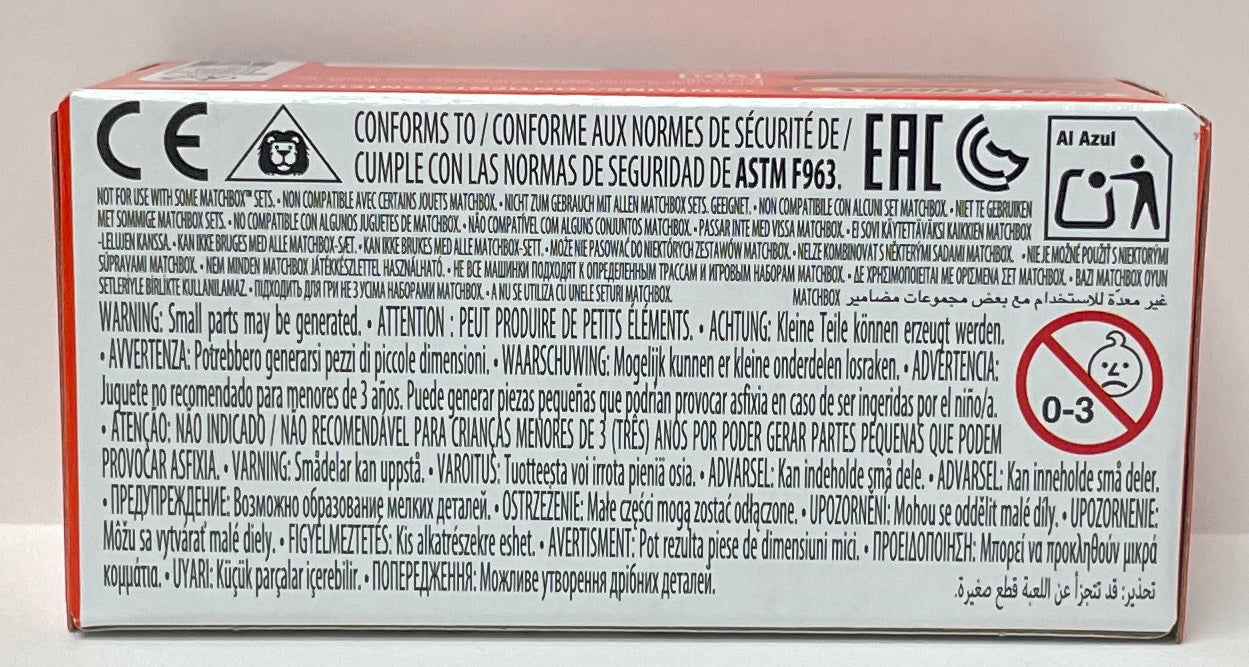 CE
CONFORMS TO / CONFORME AUX NORMES DE SÉCURITÉ DE /
CUMPLE CON LAS NORMAS DE SEGURIDAD DE ASTM F963.
EAC
Al Azul
NOT FOR USE WITH SOME MATCHBOX™ SETS. • NON COMPATIBLE AVEC CERTAINS JOUETS MATCHBOX. • NICHT ZUM GEBRAUCH MIT ALLEN MATCHBOX SETS. GEEIGNET. • NON COMPATIBILE CON ALCUNI SET MATCHBOX. • NIET TE GEBRUIKEN
MET SOMMIGE MATCHBOX SETS. • NO COMPATIBLE CON ALGUNOS JUGUETES DE MATCHBOX. • NÃO COMPATÍVEL COM ALGUNS CONJUNTOS MATCHBOX. • PASSAR INTE MED VISSA MATCHBOX. • EI SOVI KÄYTETTÄVÄKSI KAIKKIEN MATCHBOX
-LELUJEN KANSSA. • KAN IKKE BRUGES MED ALLE MATCHBOX-SÆT. • KAN IKKE BRUKES MED ALLE MATCHBOX-SETT. • MOŻE NIE PASOWAĆ DO NIEKTÓRYCH ZESTAWÓW MATCHBOX. • NELZE KOMBINOVAT S NĚKTERÝMI SADAMI MATCHBOX. • NIE JE MOŽNÉ POUŽIŤ S NIEKTORÝMI
SÚPRAVAMI MATCHBOX. • NEM MINDEN MATCHBOX JÁTÉKKÉSZLETTEL HASZNÁLHATÓ. • НЕ ВСЕ МАШИНКИ ПОДХОДЯТ К ОПРЕДЕЛЕННЫМ ТРАССАМ И ИГРОВЫМ НАБОРАМ MATCHBOX. • ΔΕ ΧΡΗΣΙΜΟΠΟΙΕΙΤΑΙ ΜΕ ΟΡΙΣΜΕΝΑ ΣΕΤ MATCHBOX. • BAZI MATCHBOX OYUN
SETLERİYLE BİRLİKTE KULLANILAMAZ. • ПІДХОДИТЬ ДЛЯ ГРИ НЕ З УСІМА НАБОРАМИ MATCHBOX. • A NU SE UTILIZA CU UNELE SETURI MATCHBOX.
غير معدّة للاستخدام مع بعض مجموعات مضامير MATCHBOX
WARNING: Small parts may be generated. • ATTENTION : PEUT PRODUIRE DE PETITS ÉLÉMENTS. • ACHTUNG: Kleine Teile können erzeugt werden.
• AVVERTENZA: Potrebbero generarsi pezzi di piccole dimensioni. • WAARSCHUWING: Mogelijk kunnen er kleine onderdelen losraken. • ADVERTENCIA:
Juguete no recomendado para menores de 3 años. Puede generar piezas pequeñas que podrían provocar asfixia en caso de ser ingeridas por el niño/a.
• ATENÇÃO: NÃO INDICADO / NÃO RECOMENDÁVEL PARA CRIANÇAS MENORES DE 3 (TRÊS) ANOS POR PODER GERAR PARTES PEQUENAS QUE PODEM
PROVOCAR ASFIXIA. • VARNING: Smådelar kan uppstå. • VAROITUS: Tuotteesta voi irrota pieniä osia. • ADVARSEL: Kan indeholde små dele. • ADVARSEL: Kan inneholde små deler.
• ПРЕДУПРЕЖДЕНИЕ: Возможно образование мелких деталей. • OSTRZEŻENIE: Małe części mogą zostać odłączone. • UPOZORNĚNÍ: Mohou se oddělit malé díly. • UPOZORNENIE:
Môžu sa vytvárať malé diely. • FIGYELMEZTETÉS: Kis alkatrészekre eshet. • AVERTISMENT: Pot rezulta piese de dimensiuni mici. • ΠΡΟΕΙΔΟΠΟΙΗΣΗ: Μπορεί να προκληθούν μικρά
κομμάτια. • UYARI: Küçük parçalar içerebilir. • ПОПЕРЕДЖЕННЯ: Можливе утворення дрібних деталей.
تحذير: قد تتجزأ عن اللعبة قطع صغيرة.
0-3